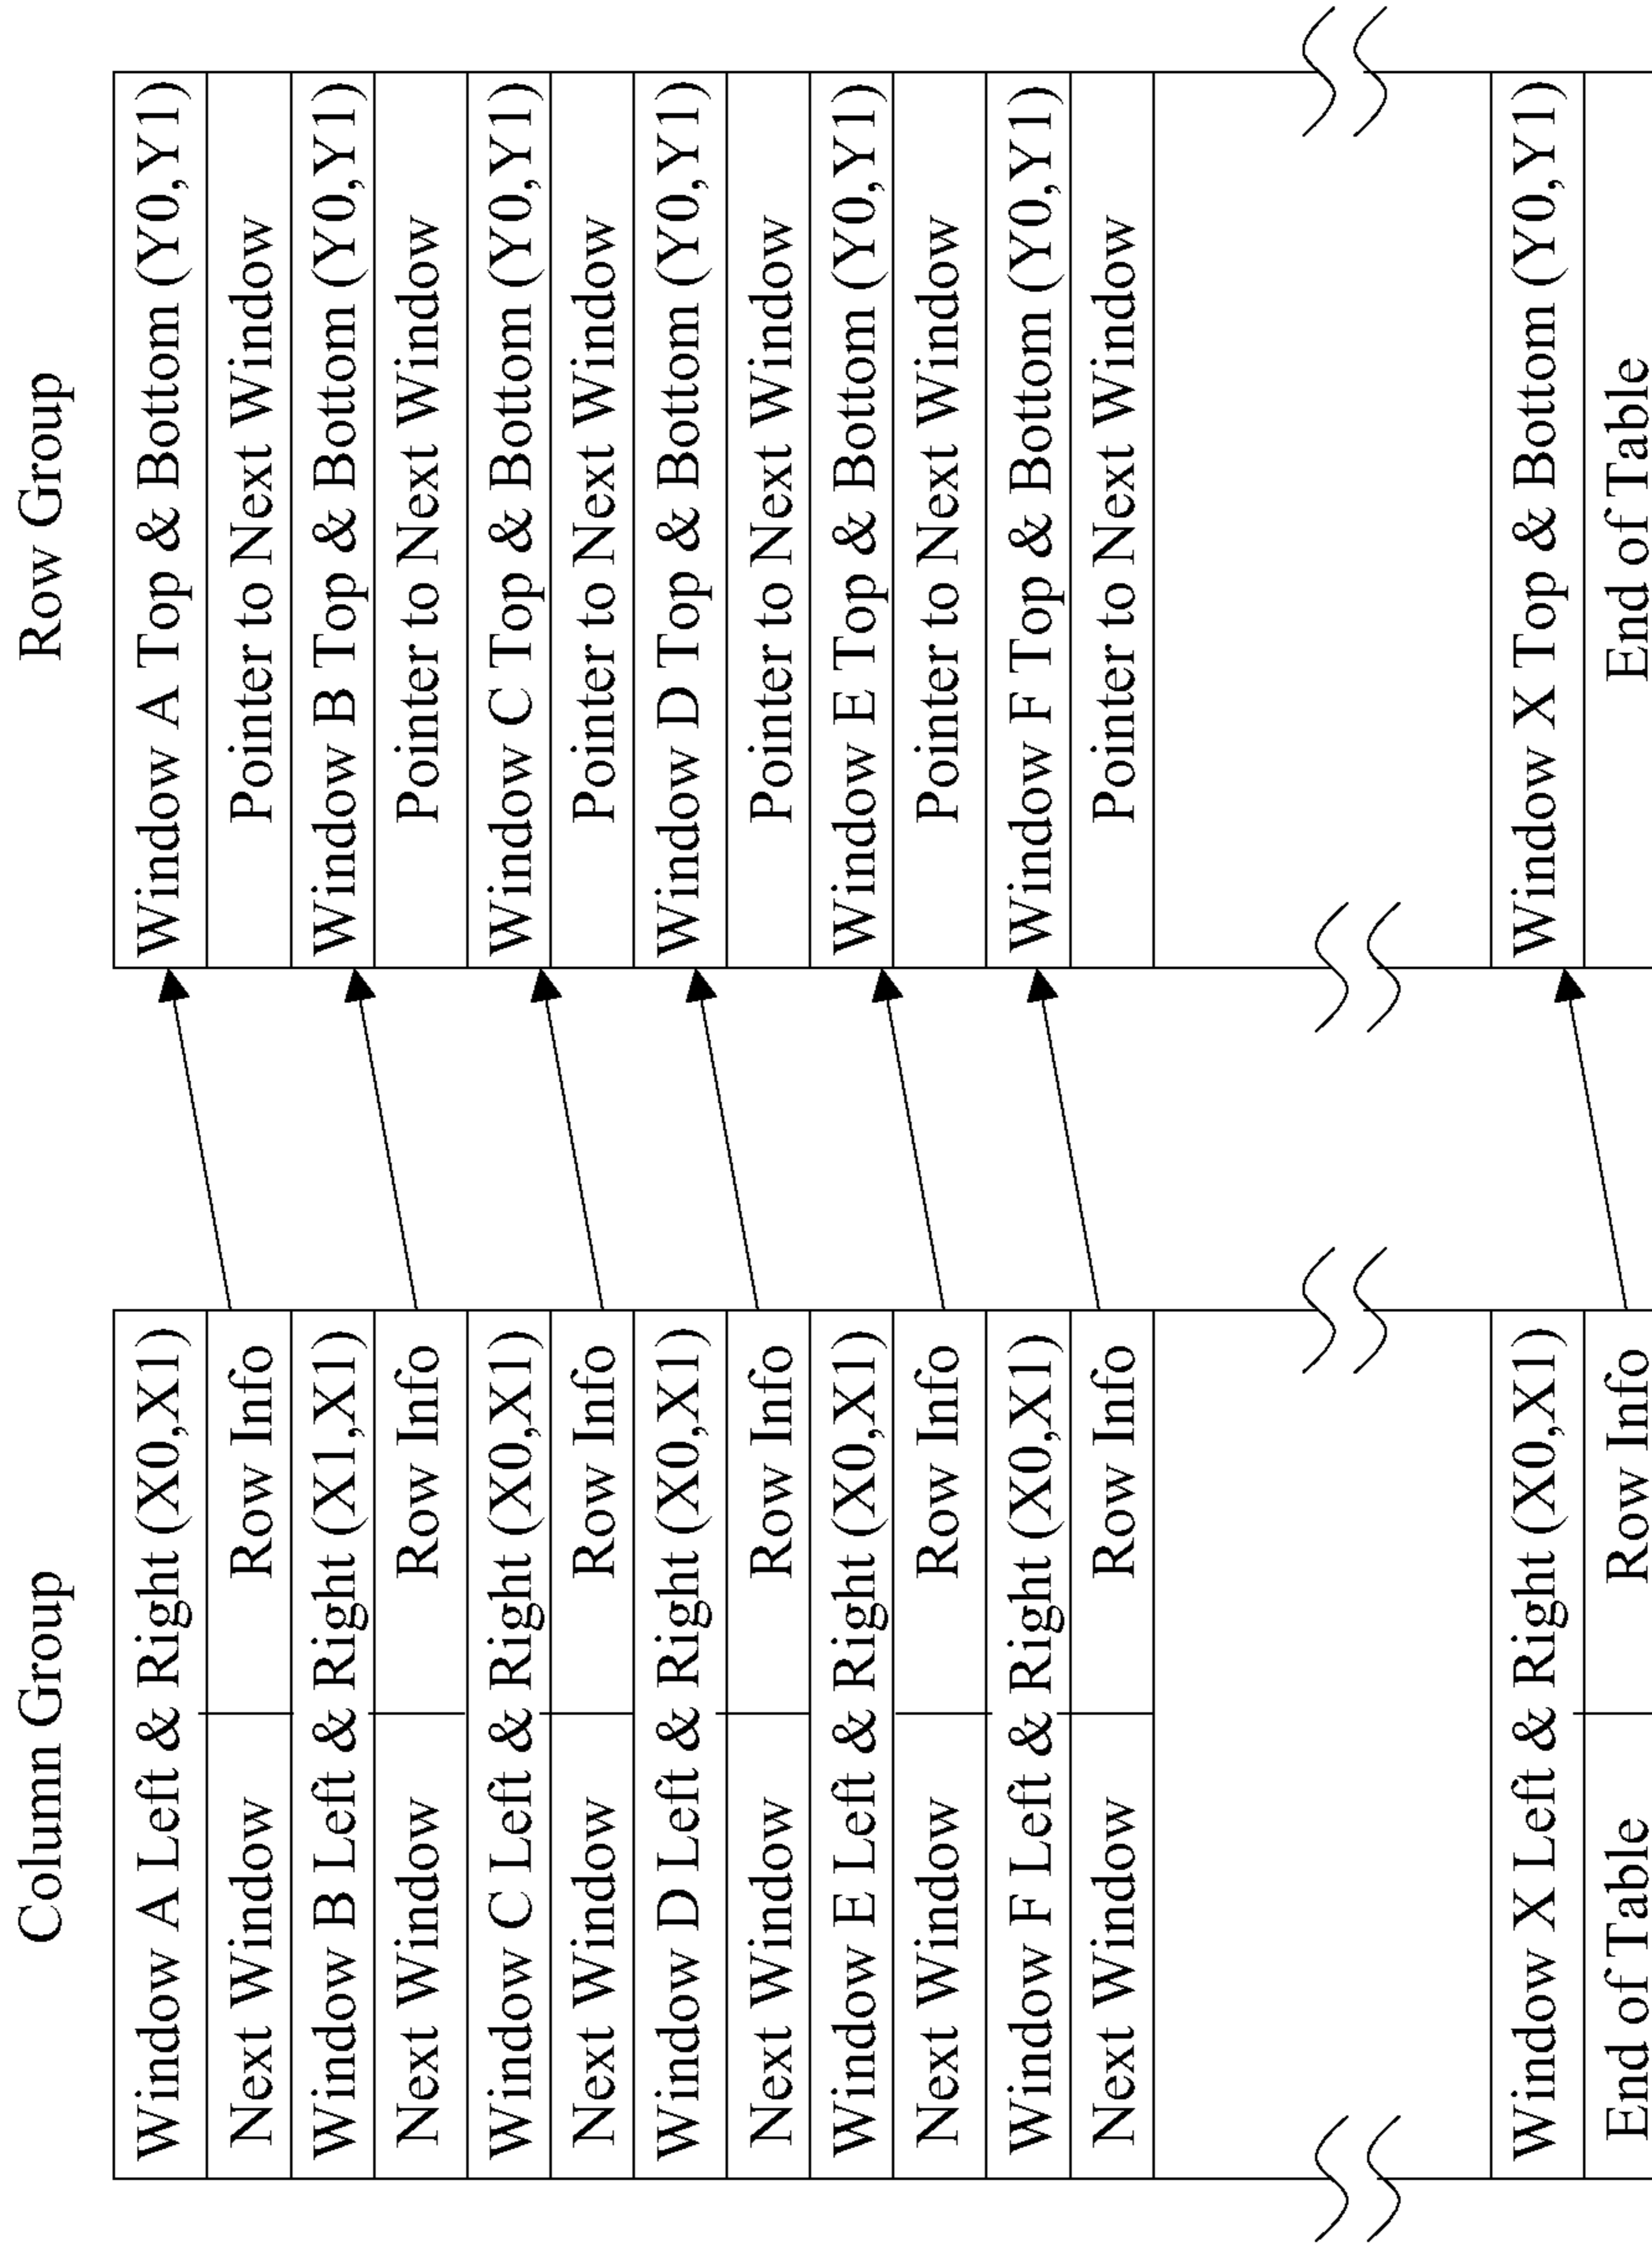 Column Group
Window A Left & Right (X0,X1)
Next Window Row Info
Window B Left & Right (X1,X1)
Next Window Row Info
Window C Left & Right (X0,X1)
Next Window Row Info
Window D Left & Right (X0,X1)
Next Window Row Info
Window E Left & Right (X0,X1)
Next Window Row Info
Window F Left & Right (X0,X1)
Next Window Row Info
Window X Left & Right (X0,X1)
End of Table Row Info
Row Group
Window A Top & Bottom (Y0,Y1)
Pointer to Next Window
Window B Top & Bottom (Y0,Y1)
Pointer to Next Window
Window C Top & Bottom (Y0,Y1)
Pointer to Next Window
Window D Top & Bottom (Y0,Y1)
Pointer to Next Window
Window E Top & Bottom (Y0,Y1)
Pointer to Next Window
Window F Top & Bottom (Y0,Y1)
Pointer to Next Window
Window X Top & Bottom (Y0,Y1)
End of Table